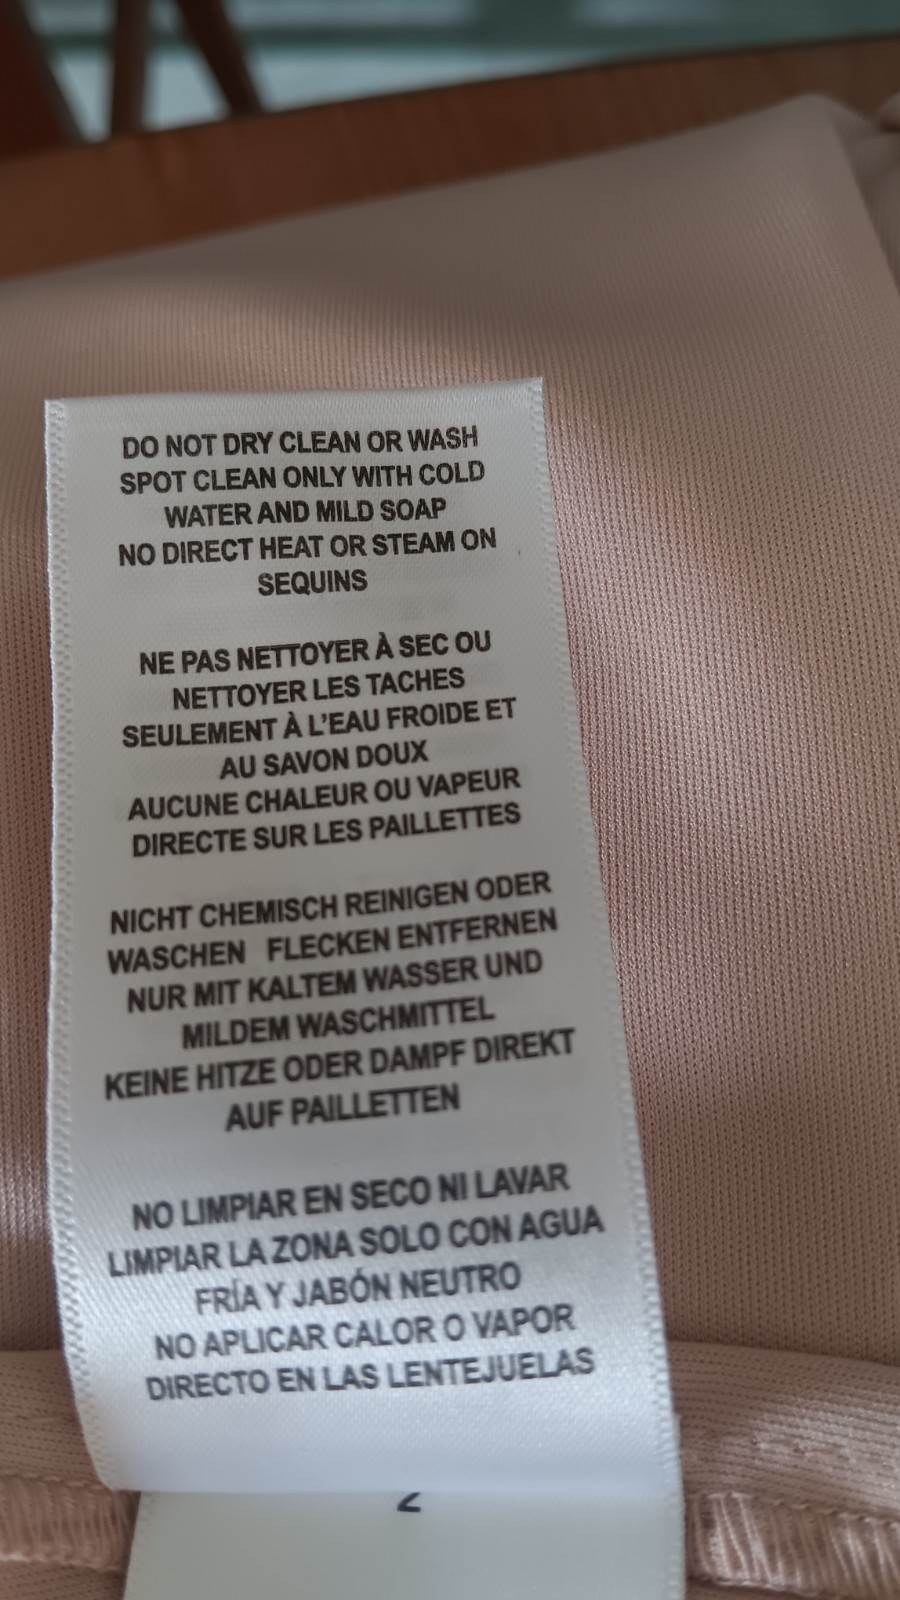 DO NOT DRY CLEAN OR WASH
SPOT CLEAN ONLY WITH COLD
WATER AND MILD SOAP
NO DIRECT HEAT OR STEAM ON
SEQUINS
NE PAS NETTOYER À SEC OU
NETTOYER LES TACHES
SEULEMENT À L'EAU FROIDE ET
AU SAVON DOUX
AUCUNE CHALEUR OU VAPEUR
DIRECTE SUR LES PAILLETTES
NICHT CHEMISCH REINIGEN ODER
WASCHEN FLECKEN ENTFERNEN
NUR MIT KALTEM WASSER UND
MILDEM WASCHMITTEL
KEINE HITZE ODER DAMPF DIREKT
AUF PAILLETTEN
NO LIMPIAR EN SECO NI LAVAR
LIMPIAR LA ZONA SOLO CON AGUA
FRÍA Y JABÓN NEUTRO
NO APLICAR CALOR O VAPOR
DIRECTO EN LAS LENTEJUELAS